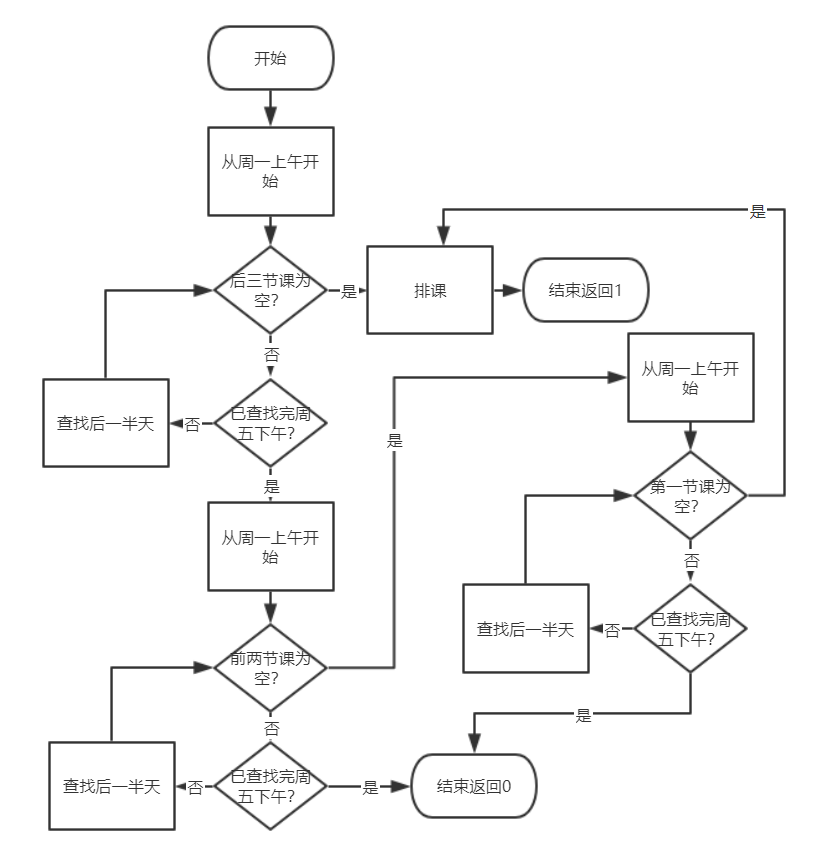 开始
从周一上午开
始
后三节课为
空?
是
排课
结束返回1
是
否
查找后一半天
否
已查找完周
五下午?
是
从周一上午开
始
是
从周一上午开
始
第一节课为
空?
否
查找后一半天
否
已查找完周
五下午?
是
前两节课为
空?
否
查找后一半天
否
已查找完周
五下午?
是
结束返回0